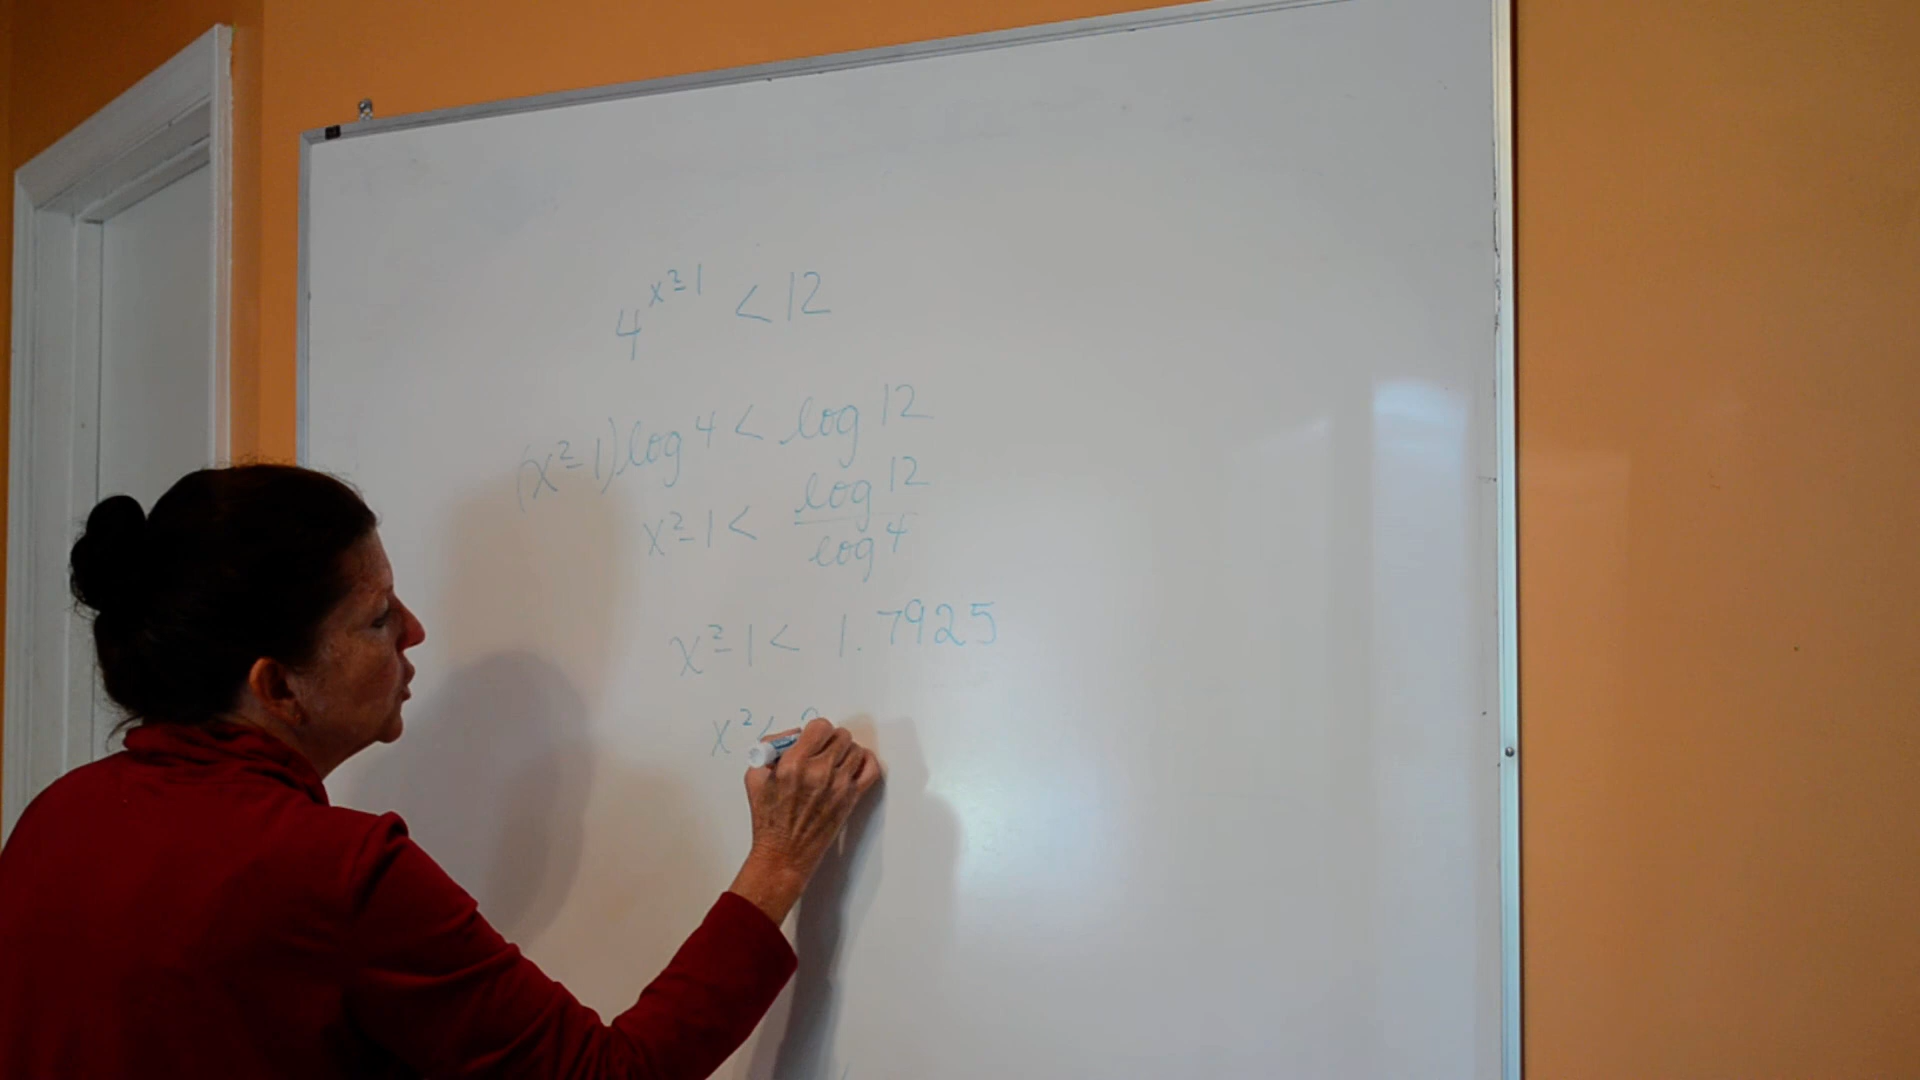 4^{x²-1} < 12
(x²-1) log 4 < log 12
x²-1 < log 12 / log 4
x²-1 < 1.7925
x² <